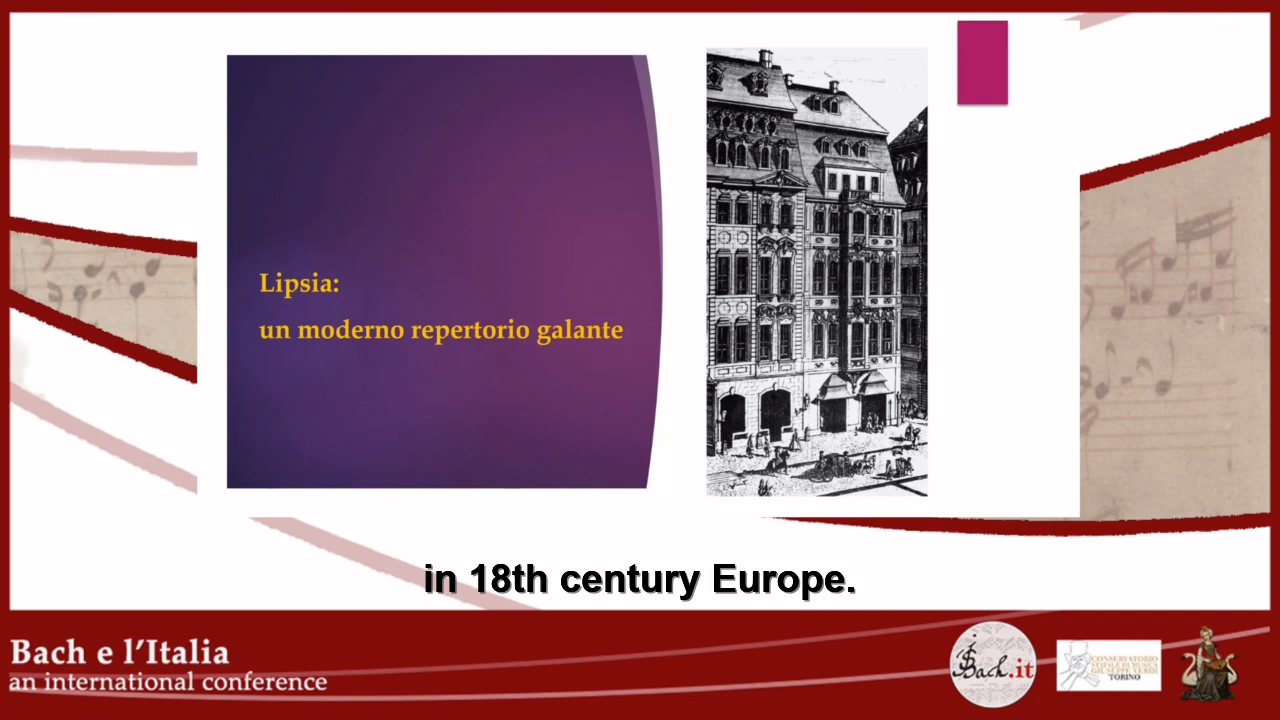 Lipsia:
un moderno repertorio galante
in 18th century Europe.
Bach e l'Italia
an international conference
JSBach.it
CONSERVATORIO
STATALE DI MUSICA
GIUSEPPE VERDI
TORINO